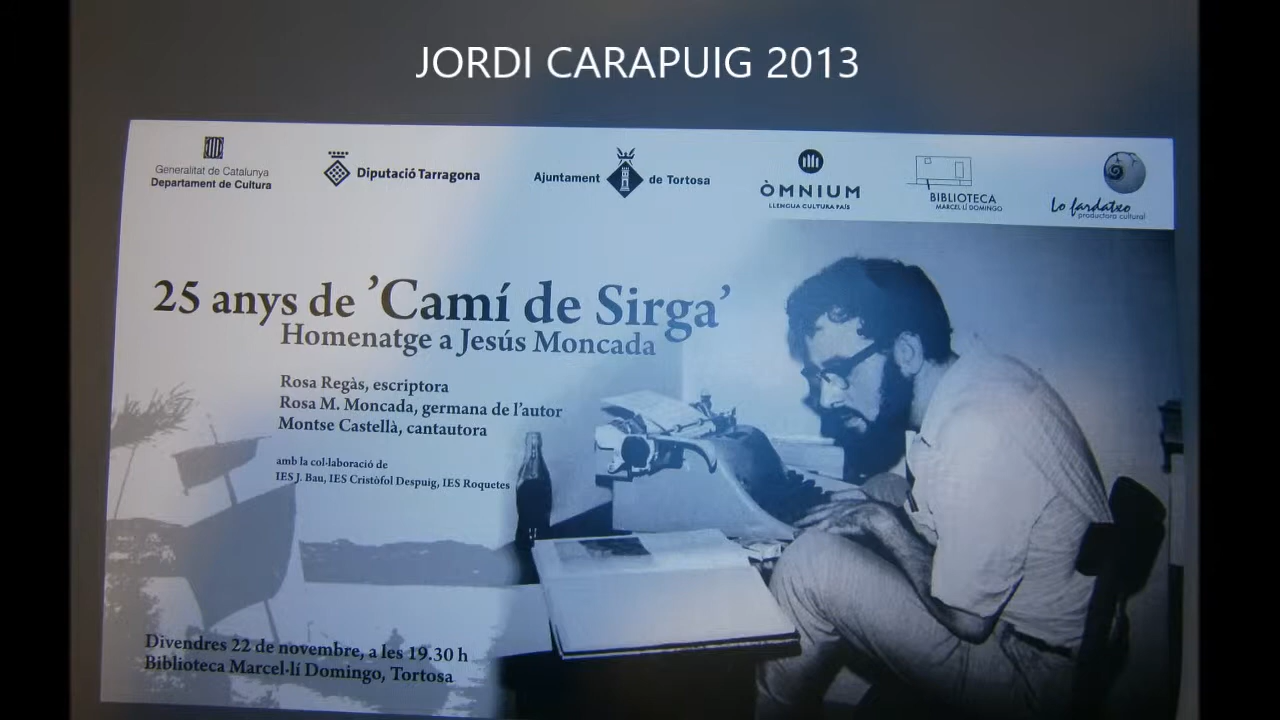 JORDI CARAPUIG 2013
Generalitat de Catalunya
Departament de Cultura
Diputació Tarragona
Ajuntament de Tortosa
ÒMNIUM
LLENGUA CULTURA PAÍS
BIBLIOTECA
MARCEL·LÍ DOMINGO
Lo fardatxo
productora cultural
25 anys de 'Camí de Sirga'
Homenatge a Jesús Moncada
Rosa Regàs, escriptora
Rosa M. Moncada, germana de l'autor
Montse Castellà, cantautora
amb la col·laboració de
IES J. Bau, IES Cristòfol Despuig, IES Roquetes
Divendres 22 de novembre, a les 19.30 h
Biblioteca Marcel·lí Domingo, Tortosa